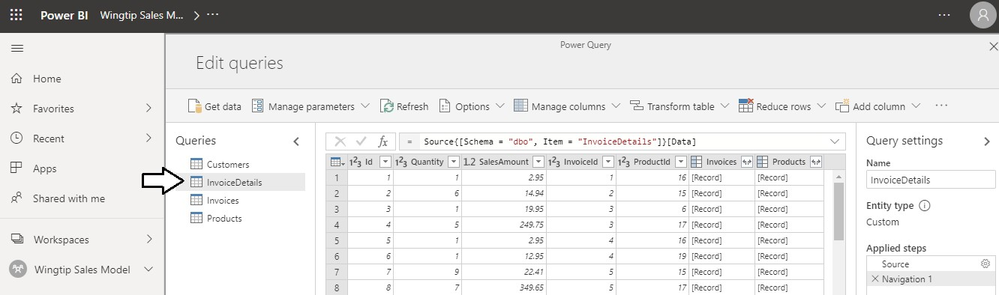 Power BI Wingtip Sales M... > ...
...
Power Query
Edit queries
Home
Favorites
Recent
Apps
Shared with me
Workspaces
Wingtip Sales Model
Get data Manage parameters Refresh Options Manage columns Transform table Reduce rows Add column ...
Queries
Customers
InvoiceDetails
Invoices
Products
fx = Source{[Schema = "dbo", Item = "InvoiceDetails"]}[Data]
1²3 Id 1²3 Quantity 1.2 SalesAmount 1²3 InvoiceId 1²3 ProductId Invoices Products
1 1 1 2.95 1 16 [Record] [Record]
2 2 6 14.94 2 15 [Record] [Record]
3 3 1 19.95 3 6 [Record] [Record]
4 4 5 249.75 3 17 [Record] [Record]
5 5 1 2.95 4 16 [Record] [Record]
6 6 1 12.95 4 19 [Record] [Record]
7 7 9 22.41 5 15 [Record] [Record]
8 8 7 349.65 5 17 [Record] [Record]
Query settings
Name
InvoiceDetails
Entity type
Custom
Applied steps
Source
Navigation 1